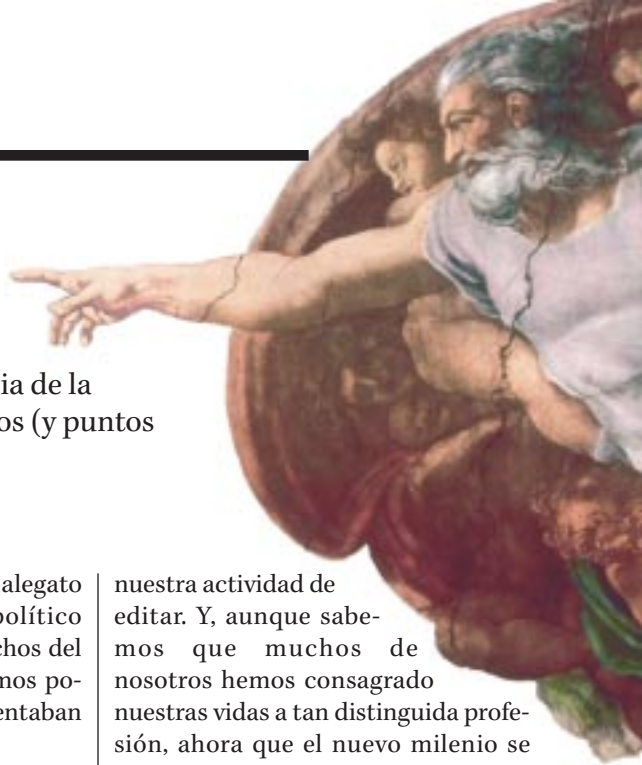 ia de la
os (y puntos
alegato
político
chos del
mos po-
entaban
nuestra actividad de
editar. Y, aunque sabe-
mos que muchos de
nosotros hemos consagrado
nuestras vidas a tan distinguida profe-
sión, ahora que el nuevo milenio se